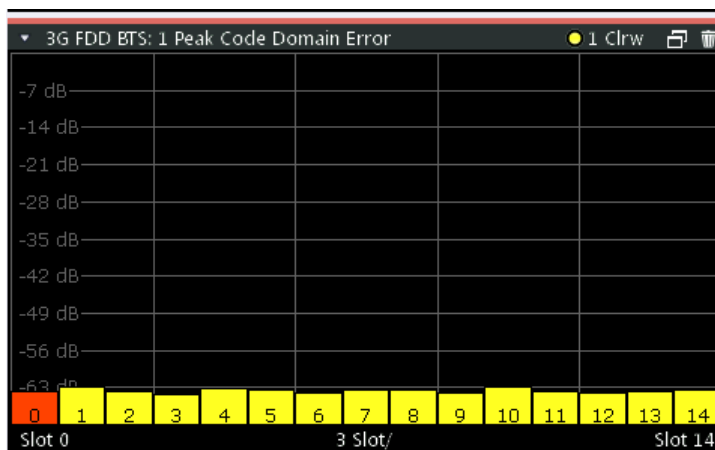 3G FDD BTS: 1 Peak Code Domain Error 1 Clrw
-7 dB
-14 dB
-21 dB
-28 dB
-35 dB
-42 dB
-49 dB
-56 dB
-63 dB
0 1 2 3 4 5 6 7 8 9 10 11 12 13 14
Slot 0 3 Slot/ Slot 14